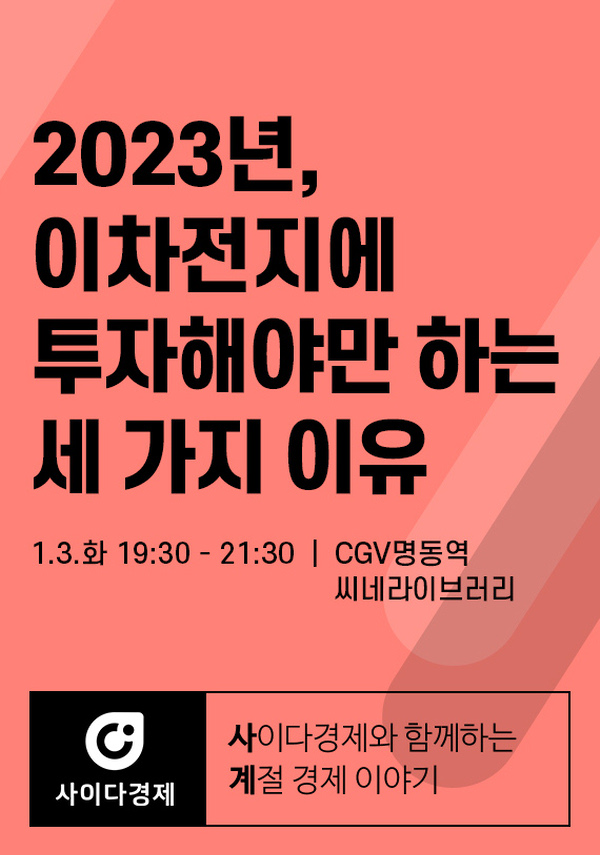 2023년,
이차전지에
투자해야만 하는
세 가지 이유
1.3.화 19:30 - 21:30 | CGV명동역
씨네라이브러리
사이다경제
사이다경제와 함께하는
계절 경제 이야기